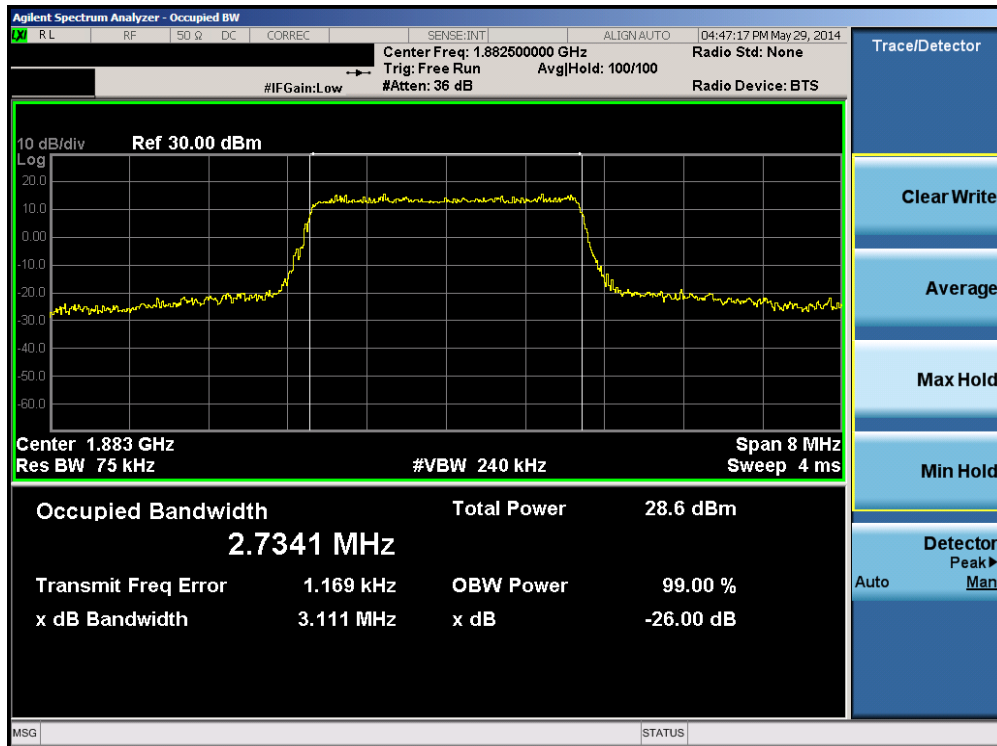 Agilent Spectrum Analyzer - Occupied BW
LXI RL RF 50 Ω DC CORREC SENSE:INT ALIGN AUTO 04:47:17 PM May 29, 2014
Center Freq: 1.882500000 GHz Radio Std: None
Trig: Free Run Avg|Hold: 100/100
#IFGain:Low #Atten: 36 dB Radio Device: BTS
10 dB/div Ref 30.00 dBm
Log
20.0
10.0
0.00
-10.0
-20.0
-30.0
-40.0
-50.0
-60.0
Center 1.883 GHz Span 8 MHz
Res BW 75 kHz #VBW 240 kHz Sweep 4 ms
Occupied Bandwidth Total Power 28.6 dBm
2.7341 MHz
Transmit Freq Error 1.169 kHz OBW Power 99.00 %
x dB Bandwidth 3.111 MHz x dB -26.00 dB
MSG STATUS
Trace/Detector
Clear Write
Average
Max Hold
Min Hold
Detector
Peak▶
Auto Man